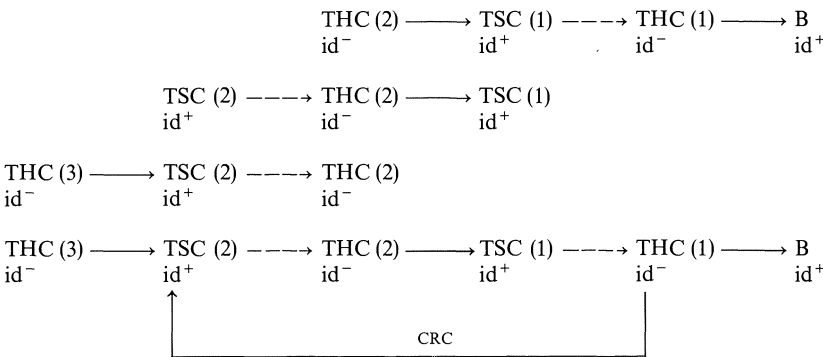 THC (2) TSC (1) THC (1) B
id⁻ id⁺ id⁻ id⁺
TSC (2) THC (2) TSC (1)
id⁺ id⁻ id⁺
THC (3) TSC (2) THC (2)
id⁻ id⁺ id⁻
THC (3) TSC (2) THC (2) TSC (1) THC (1) B
id⁻ id⁺ id⁻ id⁺ id⁻ id⁺
CRC